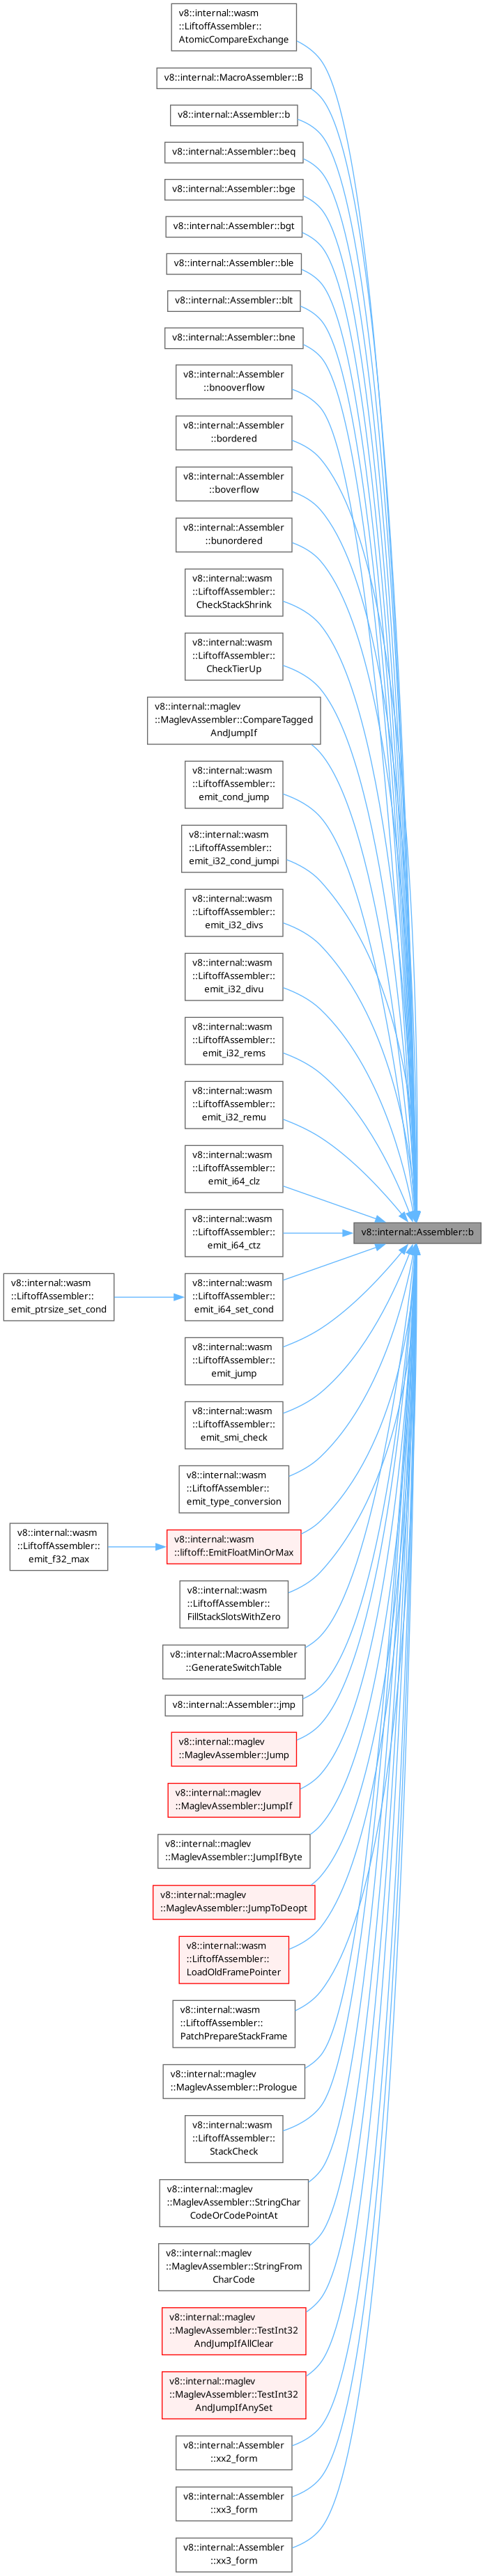 v8::internal::wasm
::LiftoffAssembler::
AtomicCompareExchange
v8::internal::MacroAssembler::B
v8::internal::Assembler::b
v8::internal::Assembler::beq
v8::internal::Assembler::bge
v8::internal::Assembler::bgt
v8::internal::Assembler::ble
v8::internal::Assembler::blt
v8::internal::Assembler::bne
v8::internal::Assembler
::bnooverflow
v8::internal::Assembler
::bordered
v8::internal::Assembler
::boverflow
v8::internal::Assembler
::bunordered
v8::internal::wasm
::LiftoffAssembler::
CheckStackShrink
v8::internal::wasm
::LiftoffAssembler::
CheckTierUp
v8::internal::maglev
::MaglevAssembler::CompareTagged
AndJumpIf
v8::internal::wasm
::LiftoffAssembler::
emit_cond_jump
v8::internal::wasm
::LiftoffAssembler::
emit_i32_cond_jumpi
v8::internal::wasm
::LiftoffAssembler::
emit_i32_divs
v8::internal::wasm
::LiftoffAssembler::
emit_i32_divu
v8::internal::wasm
::LiftoffAssembler::
emit_i32_rems
v8::internal::wasm
::LiftoffAssembler::
emit_i32_remu
v8::internal::wasm
::LiftoffAssembler::
emit_i64_clz
v8::internal::Assembler::b
v8::internal::wasm
::LiftoffAssembler::
emit_i64_ctz
v8::internal::wasm
::LiftoffAssembler::
emit_ptrsize_set_cond
v8::internal::wasm
::LiftoffAssembler::
emit_i64_set_cond
v8::internal::wasm
::LiftoffAssembler::
emit_jump
v8::internal::wasm
::LiftoffAssembler::
emit_smi_check
v8::internal::wasm
::LiftoffAssembler::
emit_type_conversion
v8::internal::wasm
::LiftoffAssembler::
emit_f32_max
v8::internal::wasm
::liftoff::EmitFloatMinOrMax
v8::internal::wasm
::LiftoffAssembler::
FillStackSlotsWithZero
v8::internal::MacroAssembler
::GenerateSwitchTable
v8::internal::Assembler::jmp
v8::internal::maglev
::MaglevAssembler::Jump
v8::internal::maglev
::MaglevAssembler::JumpIf
v8::internal::maglev
::MaglevAssembler::JumpIfByte
v8::internal::maglev
::MaglevAssembler::JumpToDeopt
v8::internal::wasm
::LiftoffAssembler::
LoadOldFramePointer
v8::internal::wasm
::LiftoffAssembler::
PatchPrepareStackFrame
v8::internal::maglev
::MaglevAssembler::Prologue
v8::internal::wasm
::LiftoffAssembler::
StackCheck
v8::internal::maglev
::MaglevAssembler::StringChar
CodeOrCodePointAt
v8::internal::maglev
::MaglevAssembler::StringFrom
CharCode
v8::internal::maglev
::MaglevAssembler::TestInt32
AndJumpIfAllClear
v8::internal::maglev
::MaglevAssembler::TestInt32
AndJumpIfAnySet
v8::internal::Assembler
::xx2_form
v8::internal::Assembler
::xx3_form
v8::internal::Assembler
::xx3_form